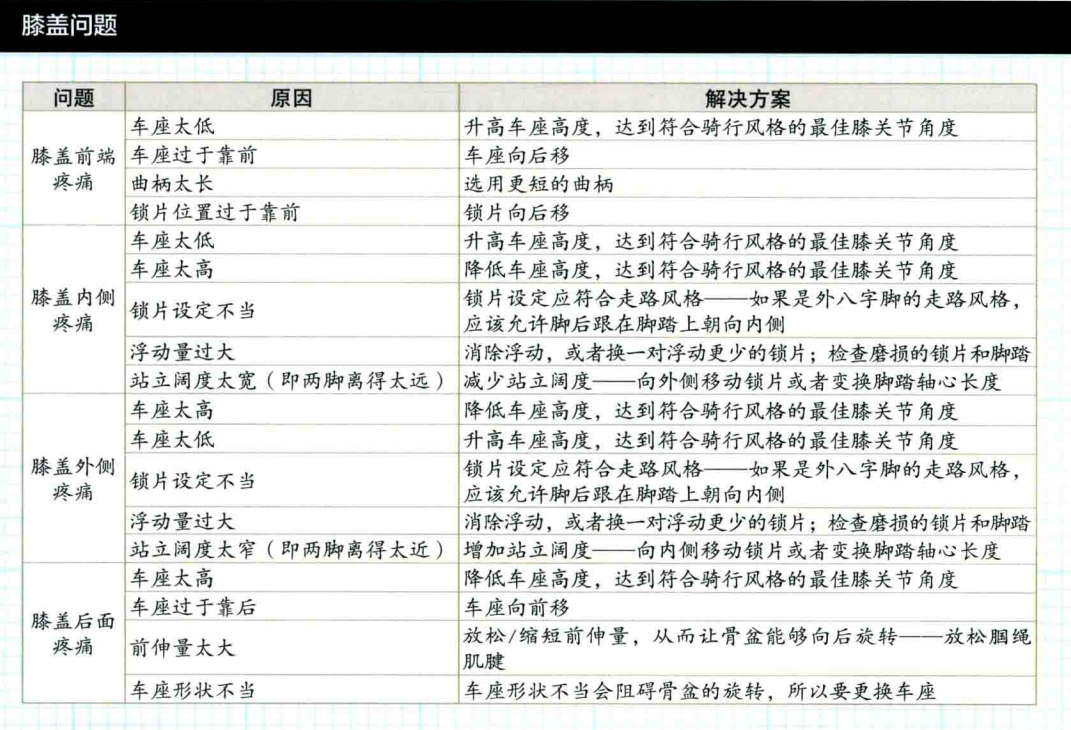 膝盖问题
问题 原因 解决方案
膝盖前端疼痛 车座太低 升高车座高度，达到符合骑行风格的最佳膝关节角度
车座过于靠前 车座向后移
曲柄太长 选用更短的曲柄
锁片位置过于靠前 锁片向后移
膝盖内侧疼痛 车座太低 升高车座高度，达到符合骑行风格的最佳膝关节角度
车座太高 降低车座高度，达到符合骑行风格的最佳膝关节角度
锁片设定不当 锁片设定应符合走路风格——如果是外八字脚的走路风格，
应该允许脚后跟在脚踏上朝向内侧
浮动量过大 消除浮动，或者换一对浮动更少的锁片；检查磨损的锁片和脚踏
站立阔度太宽（即两脚离得太远） 减少站立阔度——向外侧移动锁片或者变换脚踏轴心长度
膝盖外侧疼痛 车座太高 降低车座高度，达到符合骑行风格的最佳膝关节角度
车座太低 升高车座高度，达到符合骑行风格的最佳膝关节角度
锁片设定不当 锁片设定应符合走路风格——如果是外八字脚的走路风格，
应该允许脚后跟在脚踏上朝向内侧
浮动量过大 消除浮动，或者换一对浮动更少的锁片；检查磨损的锁片和脚踏
站立阔度太窄（即两脚离得太近） 增加站立阔度——向内侧移动锁片或者变换脚踏轴心长度
膝盖后面疼痛 车座太高 降低车座高度，达到符合骑行风格的最佳膝关节角度
车座过于靠后 车座向前移
前伸量太大 放松/缩短前伸量，从而让骨盆能够向后旋转——放松腘绳
肌腱
车座形状不当 车座形状不当会阻碍骨盆的旋转，所以要更换车座